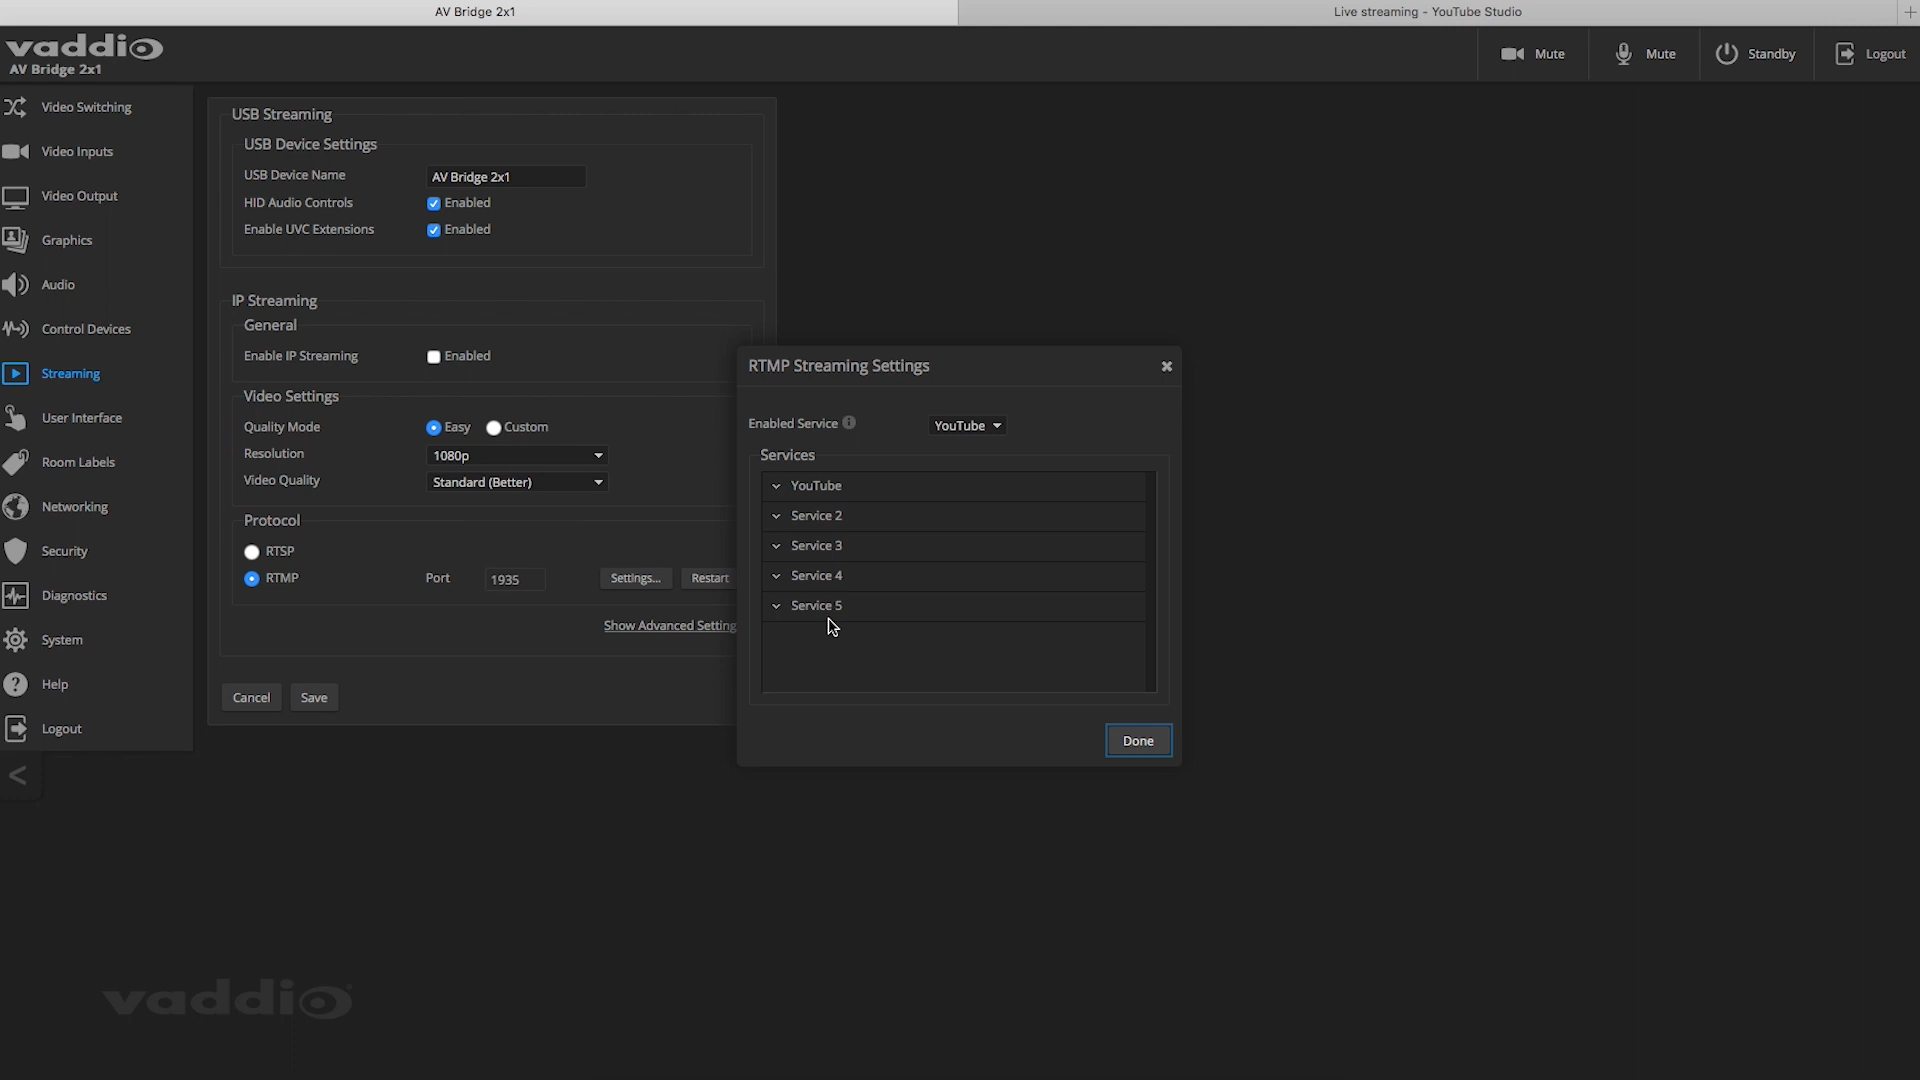 AV Bridge 2x1
Live streaming - YouTube Studio
+
vaddio
AV Bridge 2x1
Mute
Mute
Standby
Logout
Video Switching
Video Inputs
Video Output
Graphics
Audio
Control Devices
Streaming
User Interface
Room Labels
Networking
Security
Diagnostics
System
Help
Logout
<
USB Streaming
USB Device Settings
USB Device Name AV Bridge 2x1
HID Audio Controls Enabled
Enable UVC Extensions Enabled
IP Streaming
General
Enable IP Streaming Enabled
Video Settings
Quality Mode Easy Custom
Resolution 1080p
Video Quality Standard (Better)
Protocol
RTSP
RTMP Port 1935 Settings... Restart
Show Advanced Setting
Cancel Save
RTMP Streaming Settings
Enabled Service YouTube
Services
YouTube
Service 2
Service 3
Service 4
Service 5
Done
vaddio